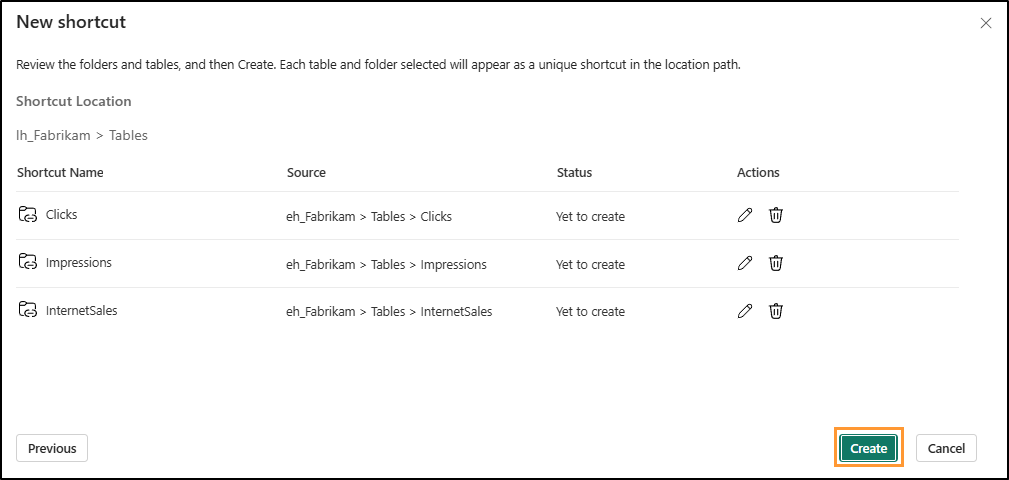 New shortcut
Review the folders and tables, and then Create. Each table and folder selected will appear as a unique shortcut in the location path.
Shortcut Location
lh_Fabrikam > Tables
Shortcut Name Source Status Actions
Clicks eh_Fabrikam > Tables > Clicks Yet to create
Impressions eh_Fabrikam > Tables > Impressions Yet to create
InternetSales eh_Fabrikam > Tables > InternetSales Yet to create
Previous Create Cancel